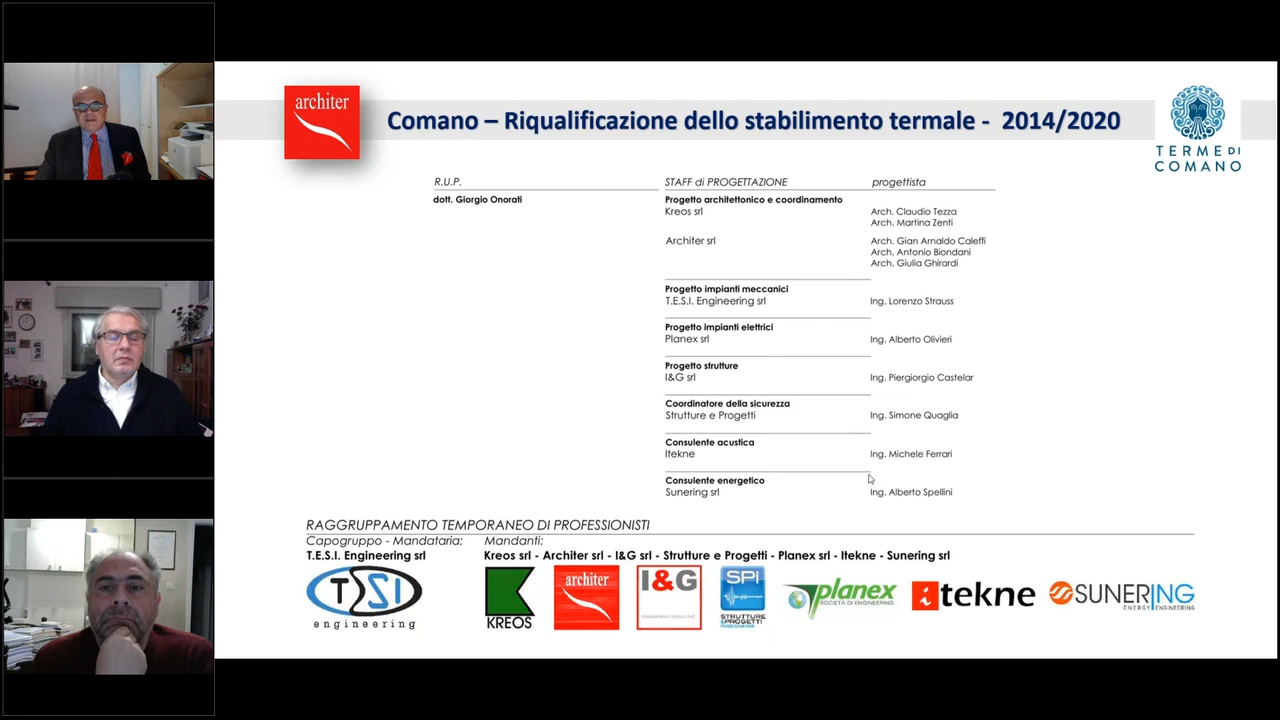 architer
Comano – Riqualificazione dello stabilimento termale - 2014/2020
TERME DI
COMANO
R.U.P.
STAFF di PROGETTAZIONE
progettista
dott. Giorgio Onorati
Progetto architettonico e coordinamento
Kreos srl
Arch. Claudio Tezza
Arch. Martina Zenti
Architer srl
Arch. Gian Arnaldo Caleffi
Arch. Antonio Biondani
Arch. Giulia Ghirardi
Progetto impianti meccanici
T.E.S.I. Engineering srl
Ing. Lorenzo Strauss
Progetto impianti elettrici
Planex srl
Ing. Alberto Olivieri
Progetto strutture
I&G srl
Ing. Piergiorgio Castelar
Coordinatore della sicurezza
Strutture e Progetti
Ing. Simone Quaglia
Consulente acustica
Itekne
Ing. Michele Ferrari
Consulente energetico
Sunering srl
Ing. Alberto Spellini
RAGGRUPPAMENTO TEMPORANEO DI PROFESSIONISTI
Capogruppo - Mandataria:
Mandanti:
T.E.S.I. Engineering srl
Kreos srl - Architer srl - I&G srl - Strutture e Progetti - Planex srl - Itekne - Sunering srl
TESI
engineering
KREOS
architer
I&G
SPI
STRUTTURE
&PROGETTI
planex
SOCIETÀ DI ENGINEERING
itekne
SUNERING
ENERGY ENGINEERING